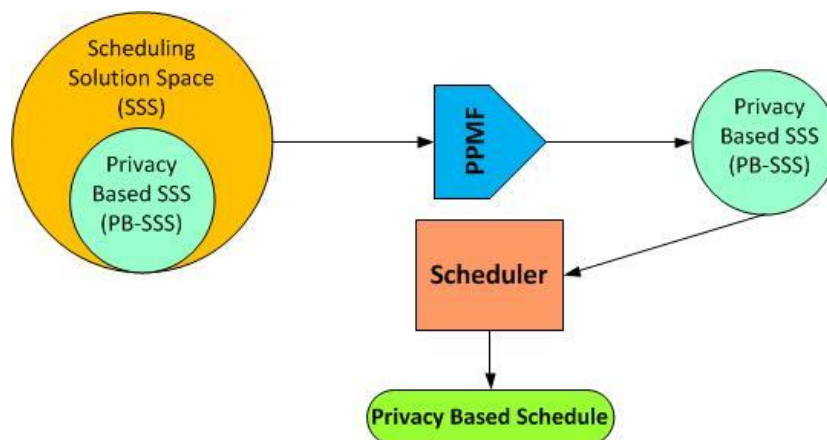 Scheduling
Solution Space
(SSS)
Privacy
Based SSS
(PB-SSS)
PPMF
Privacy
Based SSS
(PB-SSS)
Scheduler
Privacy Based Schedule